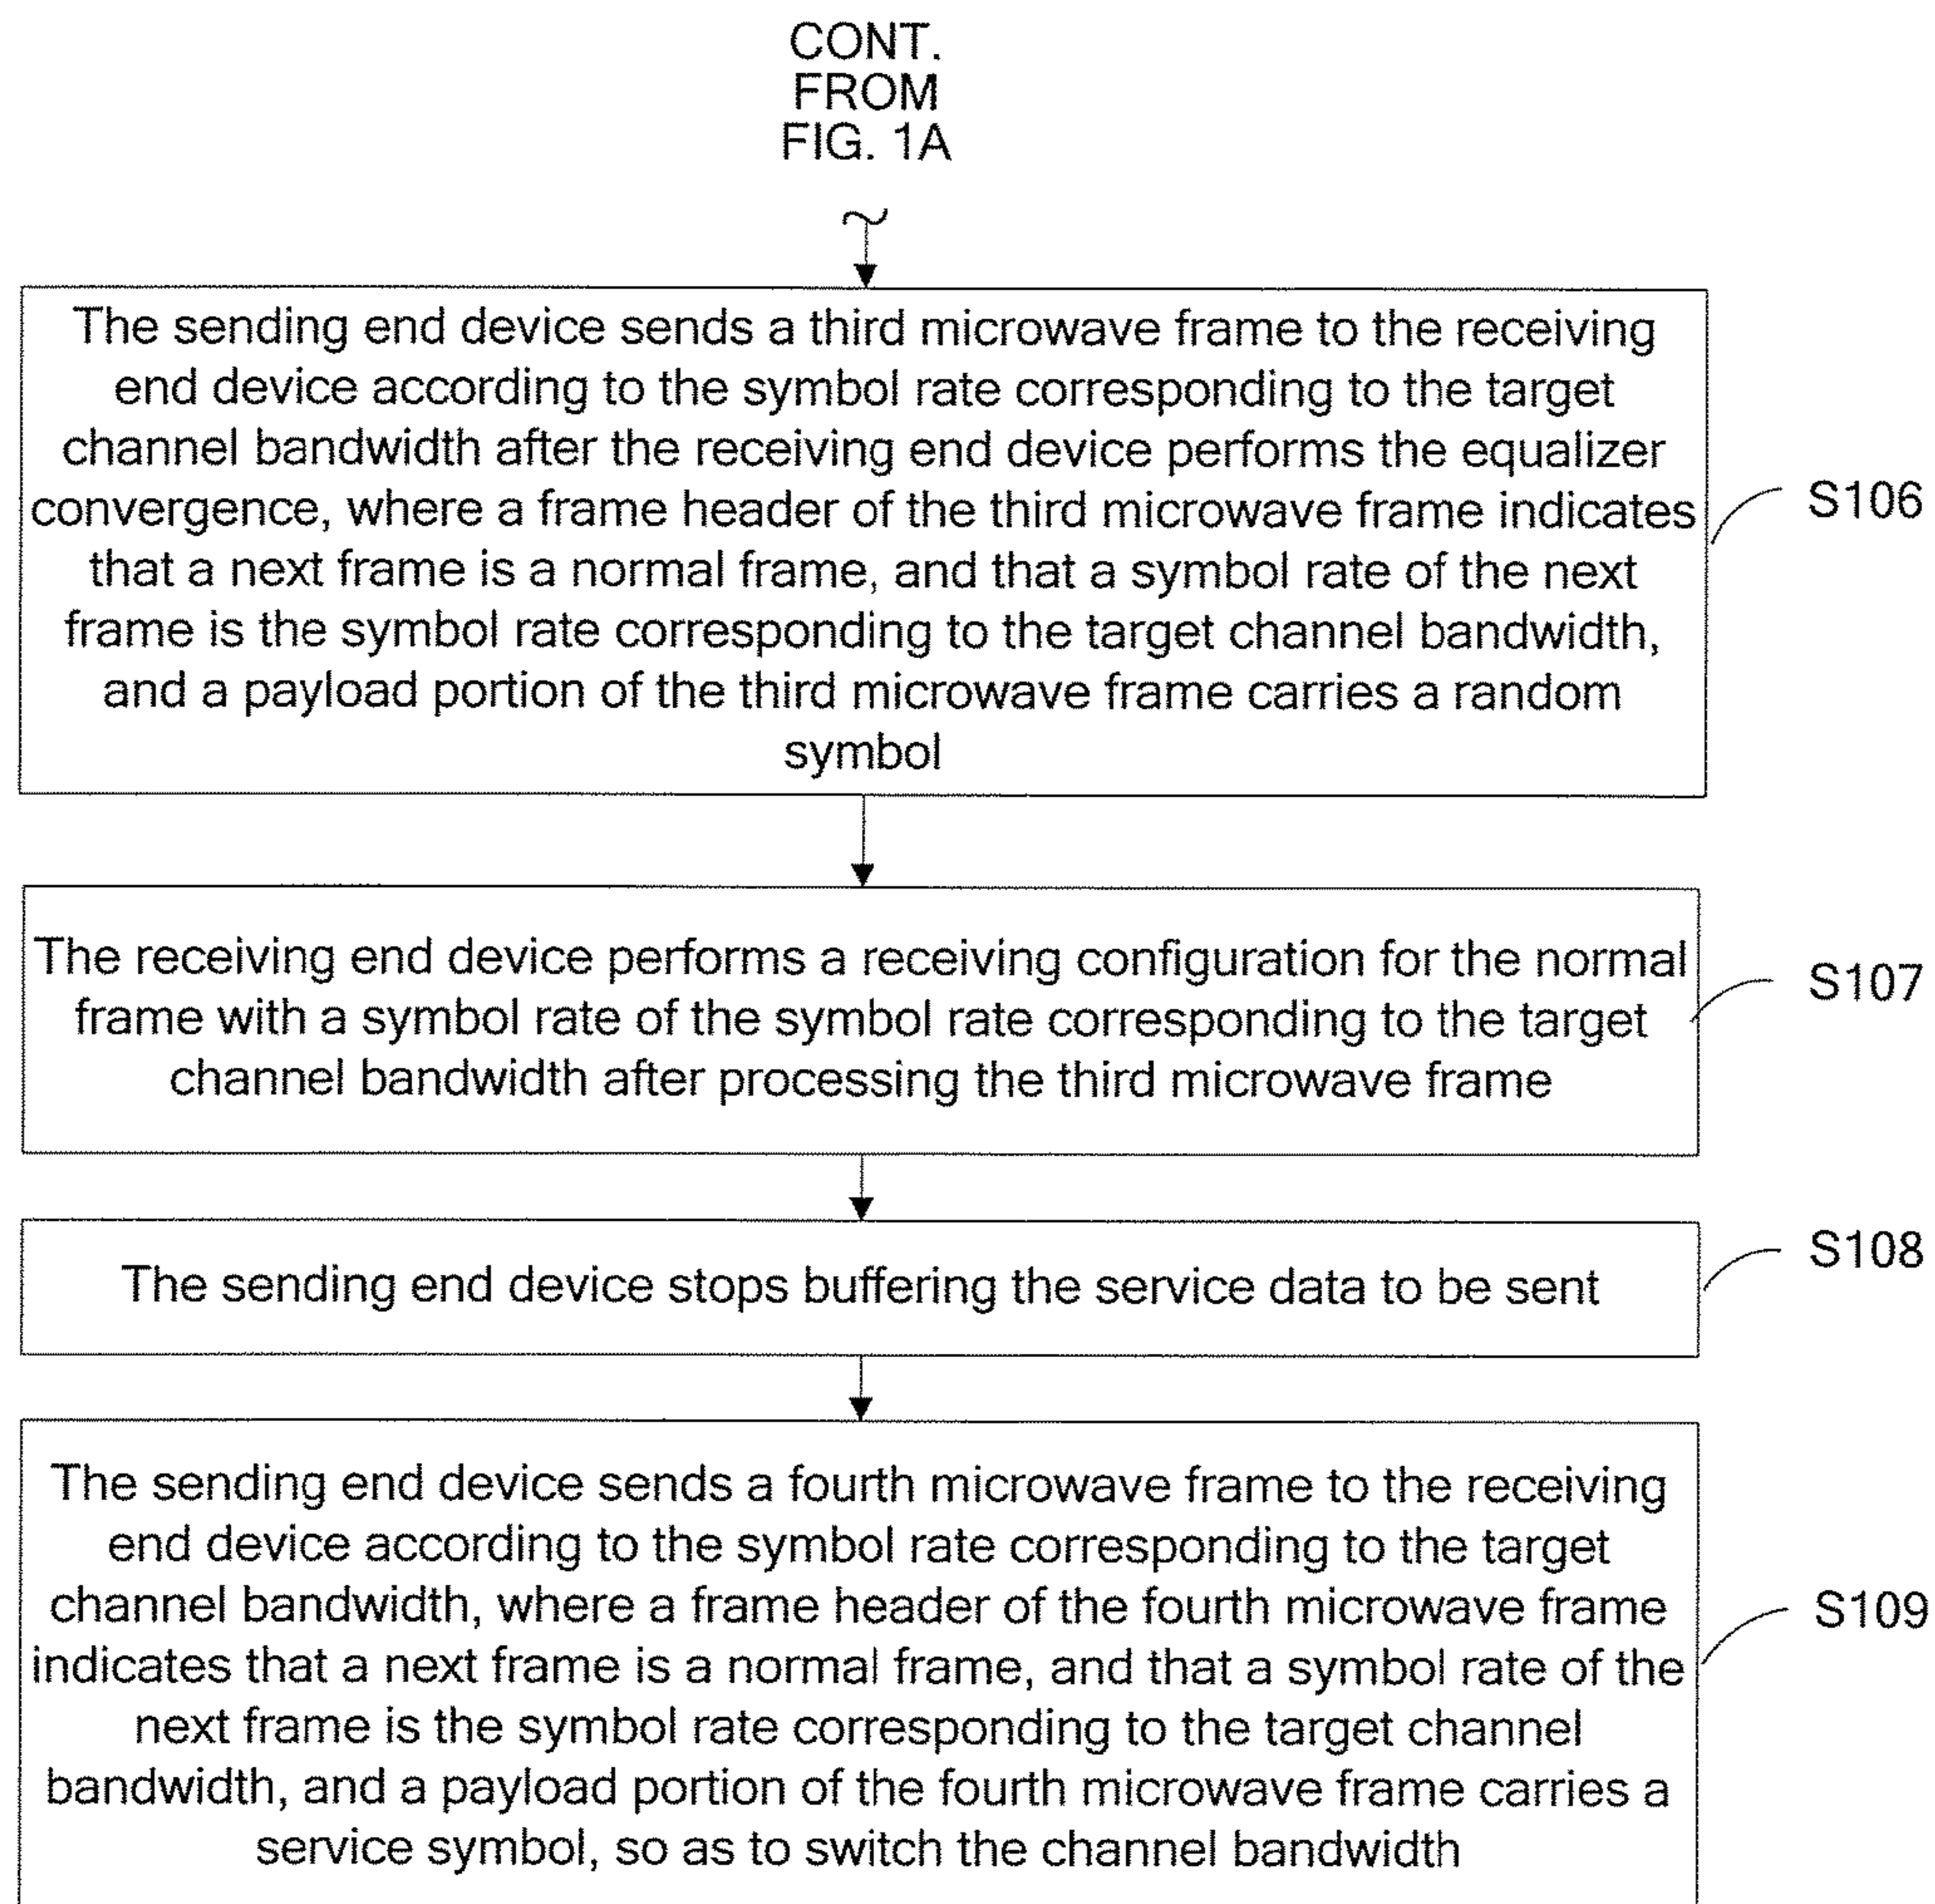 CONT.
FROM
FIG. 1A
The sending end device sends a third microwave frame to the receiving
end device according to the symbol rate corresponding to the target
channel bandwidth after the receiving end device performs the equalizer
convergence, where a frame header of the third microwave frame indicates
that a next frame is a normal frame, and that a symbol rate of the next
frame is the symbol rate corresponding to the target channel bandwidth,
and a payload portion of the third microwave frame carries a random
symbol
S106
The receiving end device performs a receiving configuration for the normal
frame with a symbol rate of the symbol rate corresponding to the target
channel bandwidth after processing the third microwave frame
S107
The sending end device stops buffering the service data to be sent
S108
The sending end device sends a fourth microwave frame to the receiving
end device according to the symbol rate corresponding to the target
channel bandwidth, where a frame header of the fourth microwave frame
indicates that a next frame is a normal frame, and that a symbol rate of the
next frame is the symbol rate corresponding to the target channel
bandwidth, and a payload portion of the fourth microwave frame carries a
service symbol, so as to switch the channel bandwidth
S109